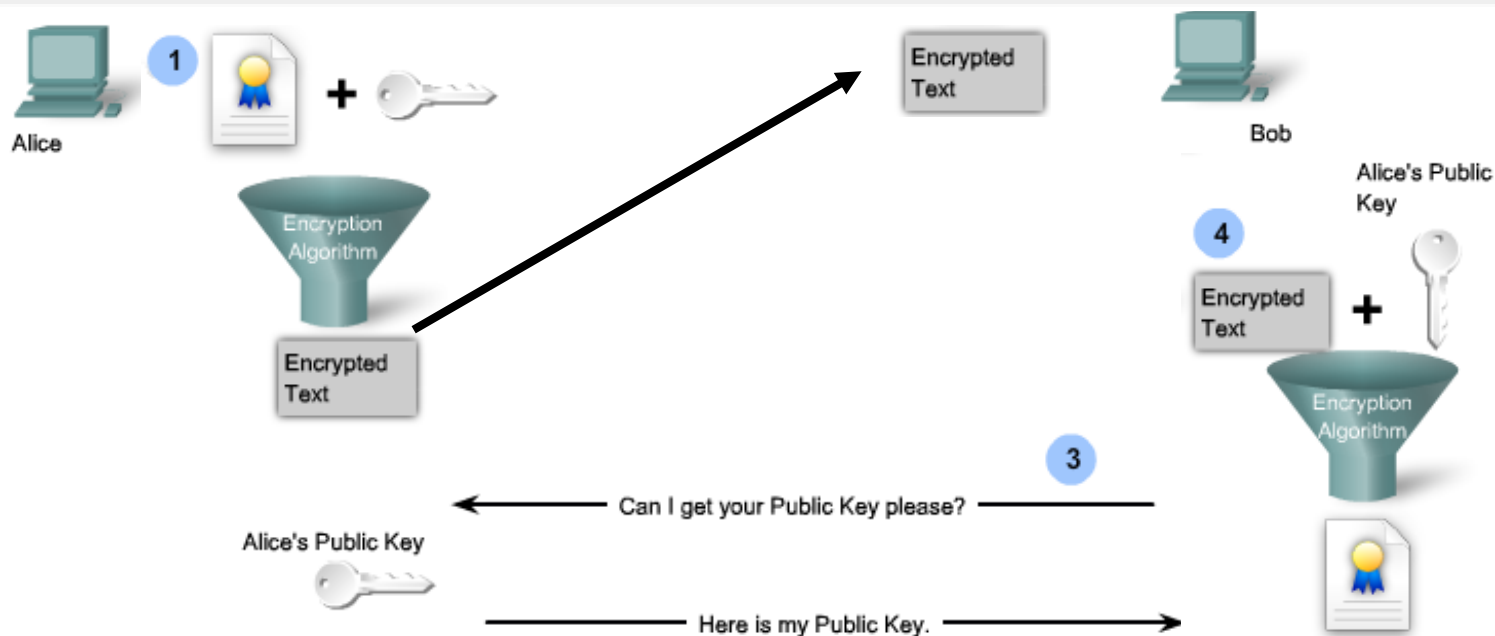 1
Alice
Encryption
Algorithm
Encrypted
Text
Encrypted
Text
Bob
Alice's Public
Key
4
Encrypted
Text
Encryption
Algorithm
3
Can I get your Public Key please?
Alice's Public Key
Here is my Public Key.